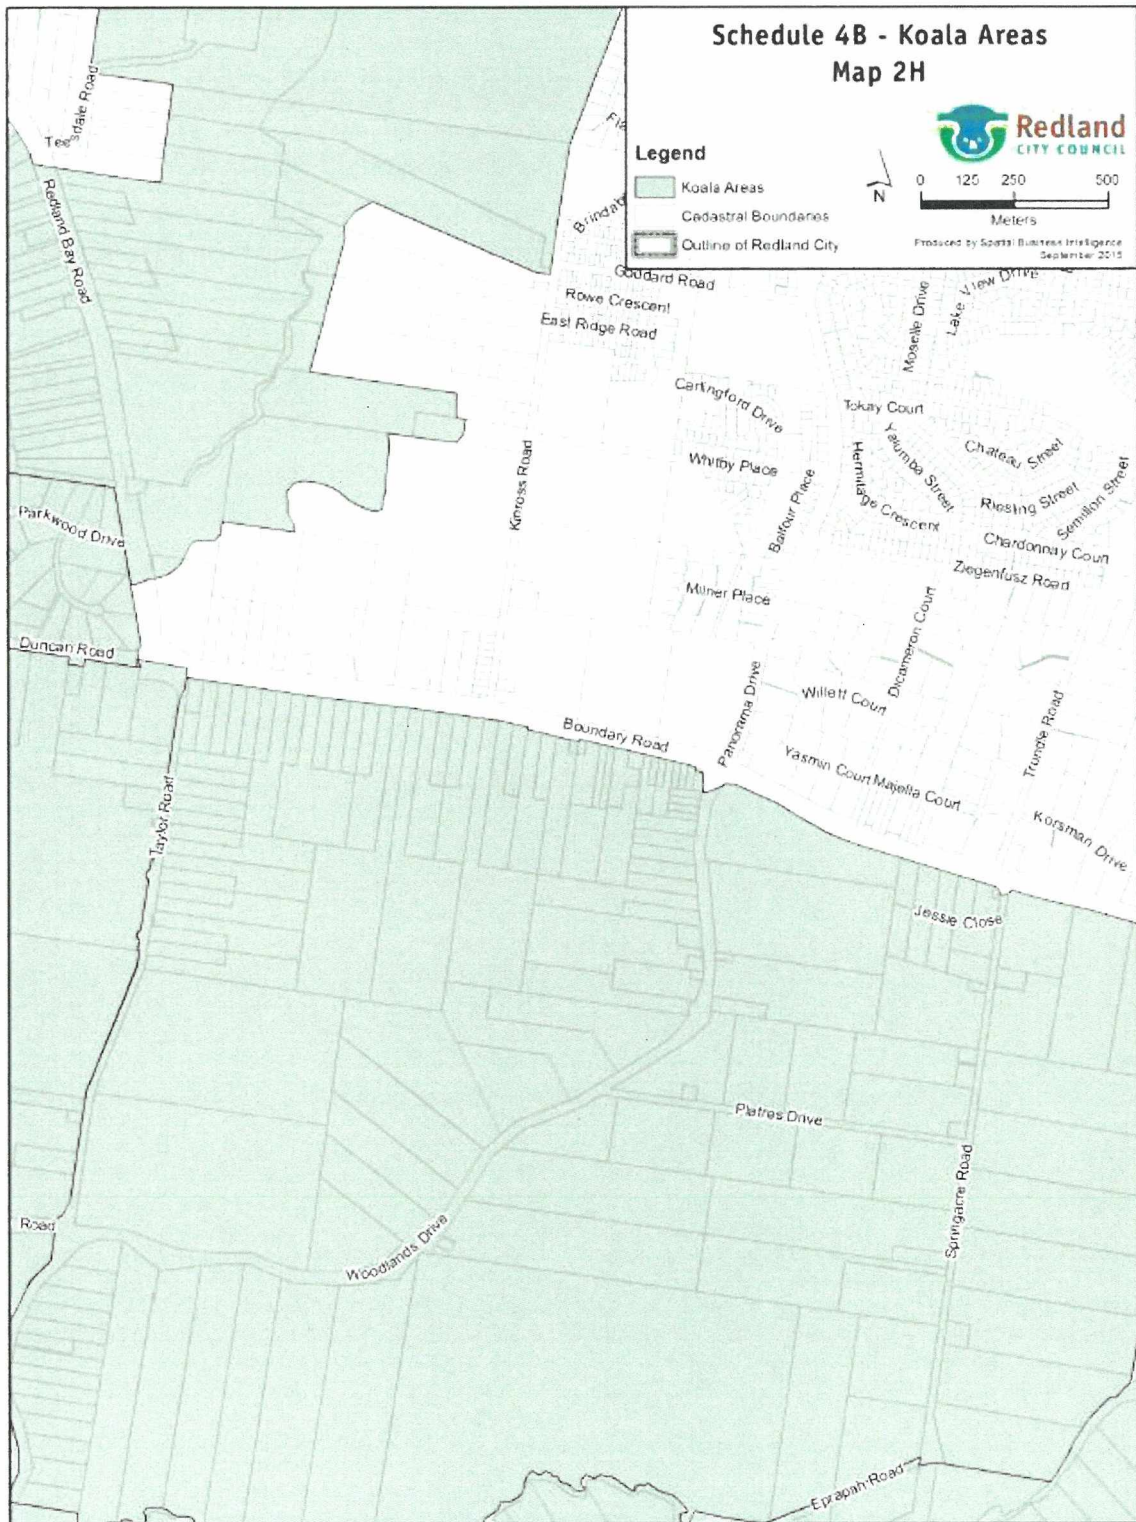 Schedule 4B - Koala Areas
Map 2H
Redland
CITY COUNCIL
Legend
Koala Areas
Cadastral Boundaries
Outline of Redland City
N
0 125 250 500
Meters
Produced by Spatial Business Intelligence
September 2015
Teesdale Road
Redland Bay Road
Goddard Road
Rowe Crescent
East Ridge Road
Moselle Drive
Lake View Drive
Carlingford Drive
Tokay Court
Yalumba Street
Chateau Street
Whitby Place
Hermitage Crescent
Riesling Street
Semillon Street
Kinross Road
Balfour Place
Chardonnay Court
Parkwood Drive
Ziegenfusz Road
Milner Place
Dicameron Court
Duncan Road
Panorama Drive
Willett Court
Trundle Road
Boundary Road
Yasmin Court
Majella Court
Taylor Road
Korsman Drive
Jessie Close
Platres Drive
Springacre Road
Road
Woodlands Drive
Eprapah Road